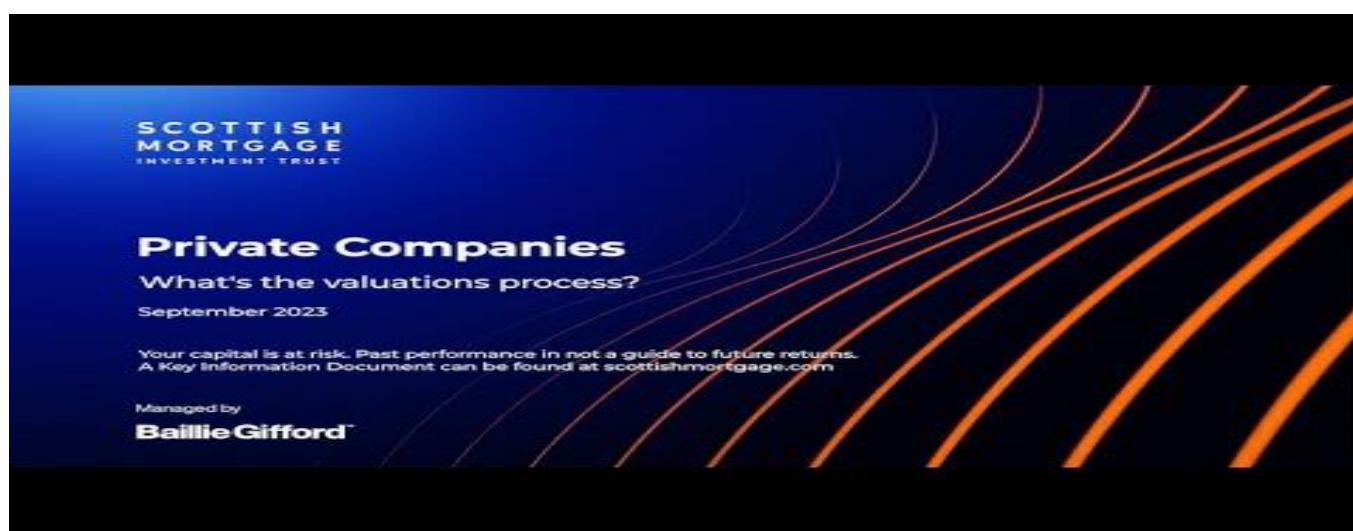 SCOTTISH
MORTGAGE
INVESTMENT TRUST
Private Companies
What's the valuations process?
September 2023
Your capital is at risk. Past performance in not a guide to future returns.
A Key Information Document can be found at scottishmortgage.com
Managed by
Baillie Gifford™